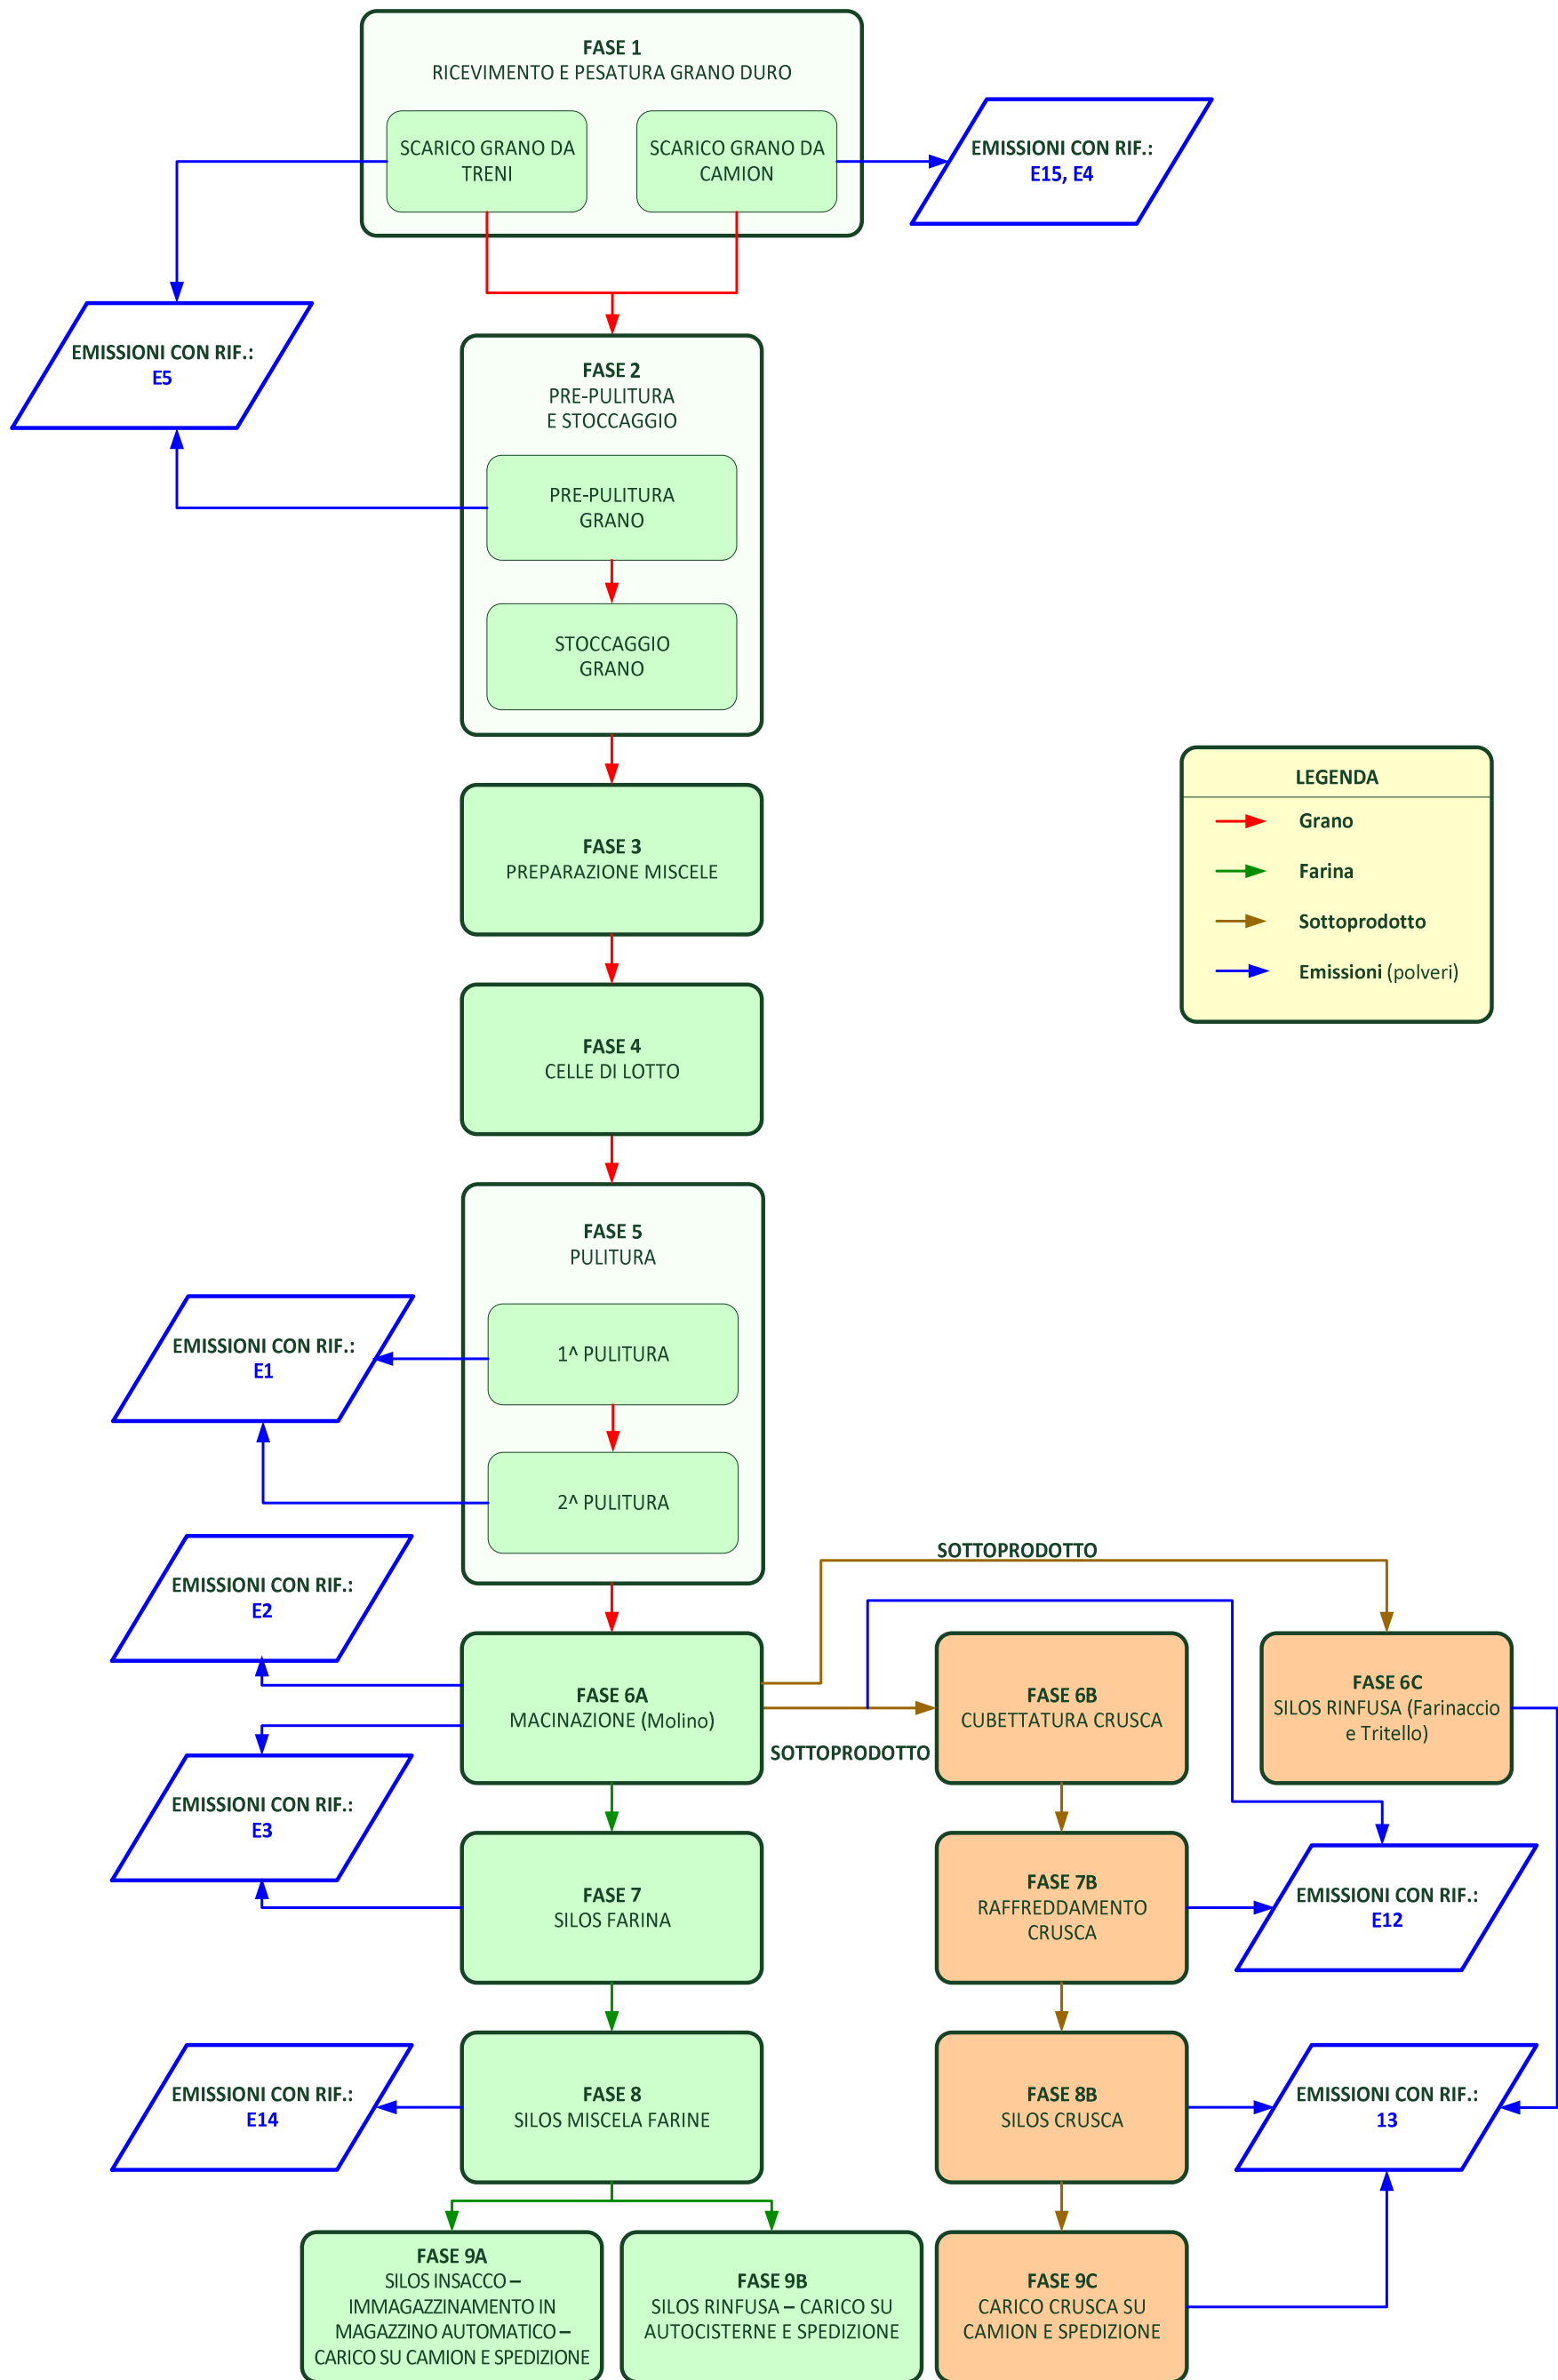 FASE 1
RICEVIMENTO E PESATURA GRANO DURO
SCARICO GRANO DA
TRENI
SCARICO GRANO DA
CAMION
EMISSIONI CON RIF.:
E15, E4
EMISSIONI CON RIF.:
E5
FASE 2
PRE-PULITURA
E STOCCAGGIO
PRE-PULITURA
GRANO
STOCCAGGIO
GRANO
LEGENDA
Grano
Farina
Sottoprodotto
Emissioni (polveri)
FASE 3
PREPARAZIONE MISCELE
FASE 4
CELLE DI LOTTO
FASE 5
PULITURA
EMISSIONI CON RIF.:
E1
1^ PULITURA
2^ PULITURA
SOTTOPRODOTTO
EMISSIONI CON RIF.:
E2
FASE 6A
MACINAZIONE (Molino)
SOTTOPRODOTTO
FASE 6B
CUBETTATURA CRUSCA
FASE 6C
SILOS RINFUSA (Farinaccio
e Tritello)
EMISSIONI CON RIF.:
E3
FASE 7
SILOS FARINA
FASE 7B
RAFFREDDAMENTO
CRUSCA
EMISSIONI CON RIF.:
E12
EMISSIONI CON RIF.:
E14
FASE 8
SILOS MISCELA FARINE
FASE 8B
SILOS CRUSCA
EMISSIONI CON RIF.:
13
FASE 9A
SILOS INSACCO –
IMMAGAZZINAMENTO IN
MAGAZZINO AUTOMATICO –
CARICO SU CAMION E SPEDIZIONE
FASE 9B
SILOS RINFUSA – CARICO SU
AUTOCISTERNE E SPEDIZIONE
FASE 9C
CARICO CRUSCA SU
CAMION E SPEDIZIONE